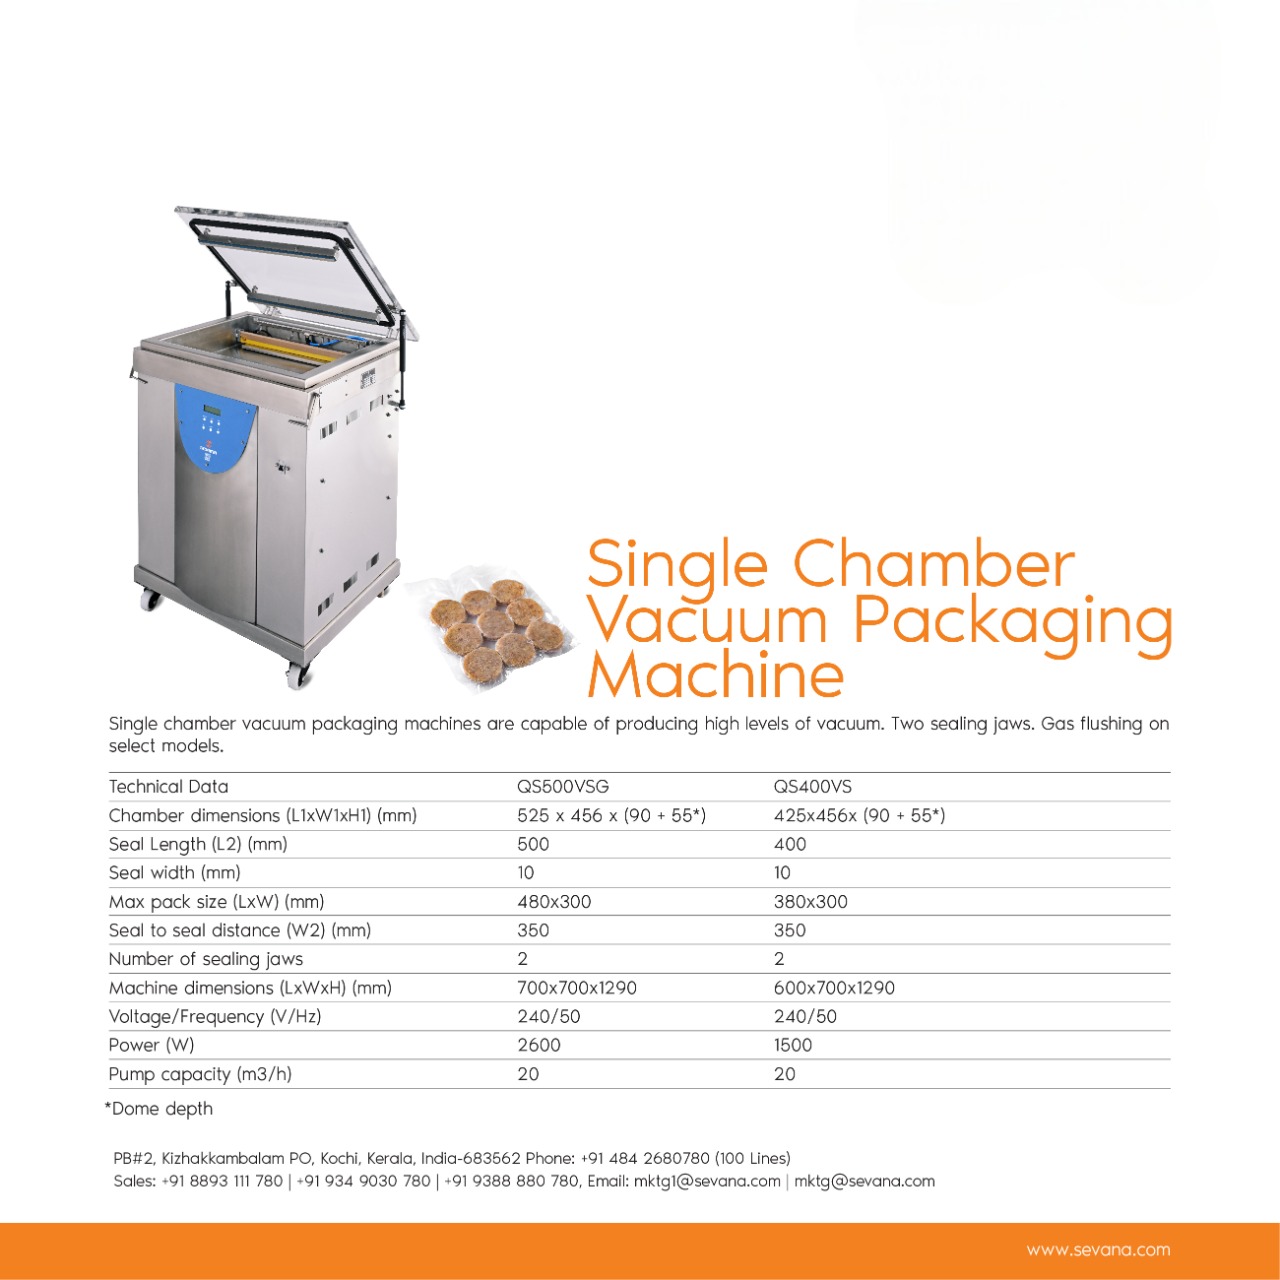 Single Chamber
Vacuum Packaging
Machine
Single chamber vacuum packaging machines are capable of producing high levels of vacuum. Two sealing jaws. Gas flushing on
select models.
Technical Data QS500VSG QS400VS
Chamber dimensions (L1xW1xH1) (mm) 525 x 456 x (90 + 55*) 425x456x (90 + 55*)
Seal Length (L2) (mm) 500 400
Seal width (mm) 10 10
Max pack size (LxW) (mm) 480x300 380x300
Seal to seal distance (W2) (mm) 350 350
Number of sealing jaws 2 2
Machine dimensions (LxWxH) (mm) 700x700x1290 600x700x1290
Voltage/Frequency (V/Hz) 240/50 240/50
Power (W) 2600 1500
Pump capacity (m3/h) 20 20
*Dome depth
PB#2, Kizhakkambalam PO, Kochi, Kerala, India-683562 Phone: +91 484 2680780 (100 Lines)
Sales: +91 8893 111 780 | +91 934 9030 780 | +91 9388 880 780, Email: mktg1@sevana.com | mktg@sevana.com
www.sevana.com